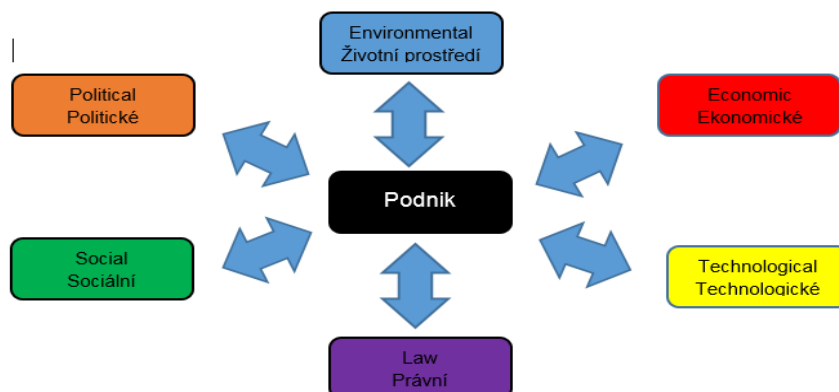 Environmental
Životní prostředí
Political
Politické
Economic
Ekonomické
Podnik
Social
Sociální
Technological
Technologické
Law
Právní